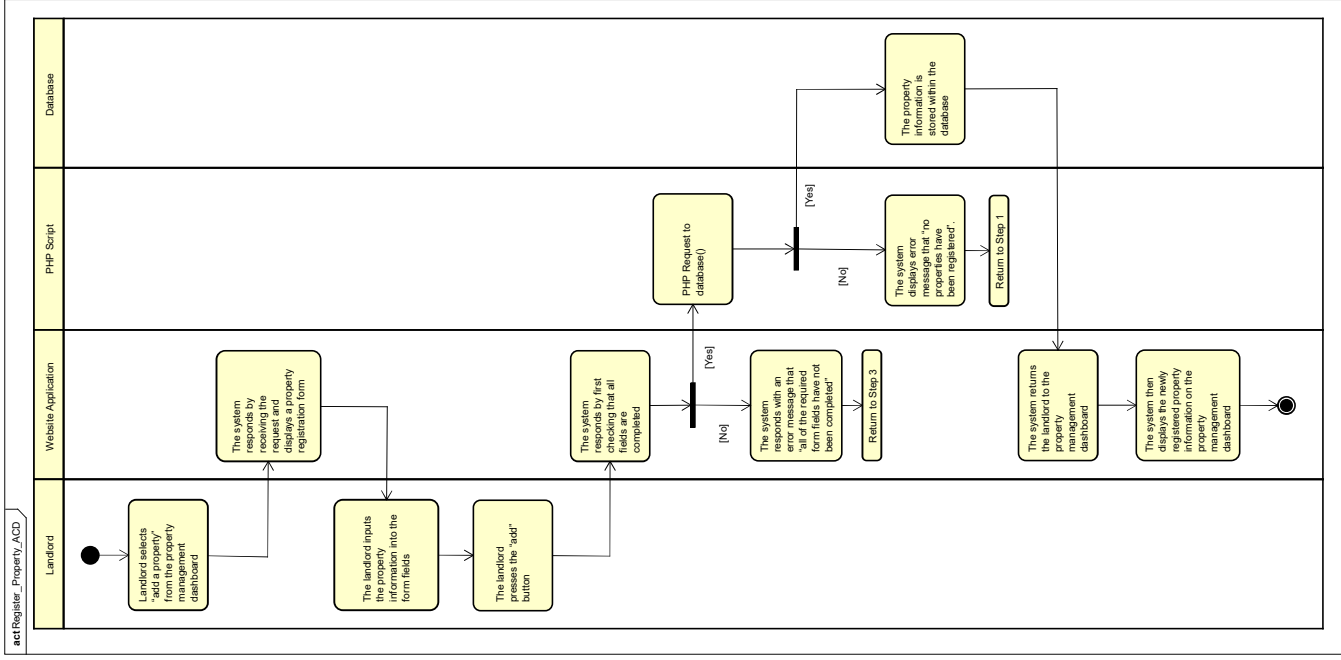 act Register_Property_ACD
Landlord
Website Application
PHP Script
Database
Landlord selects
"add a property"
from the property
management
dashboard
The system
responds by
receiving the
request and
displays a property
registration form
The landlord inputs
the property
information into the
form fields
The landlord
presses the "add"
button
The system
responds by first
checking that all
fields are
completed
[Yes]
[No]
The system
responds with an
error message that
"all of the required
form fields have not
been completed"
Return to Step 3
PHP Request to
database()
[Yes]
[No]
The system
displays error
message that "no
properties have
been registered".
Return to Step 1
The property
information is
stored within the
database
The system returns
the landlord to the
property
management
dashboard
The system then
displays the newly
registered property
information on the
property
management
dashboard